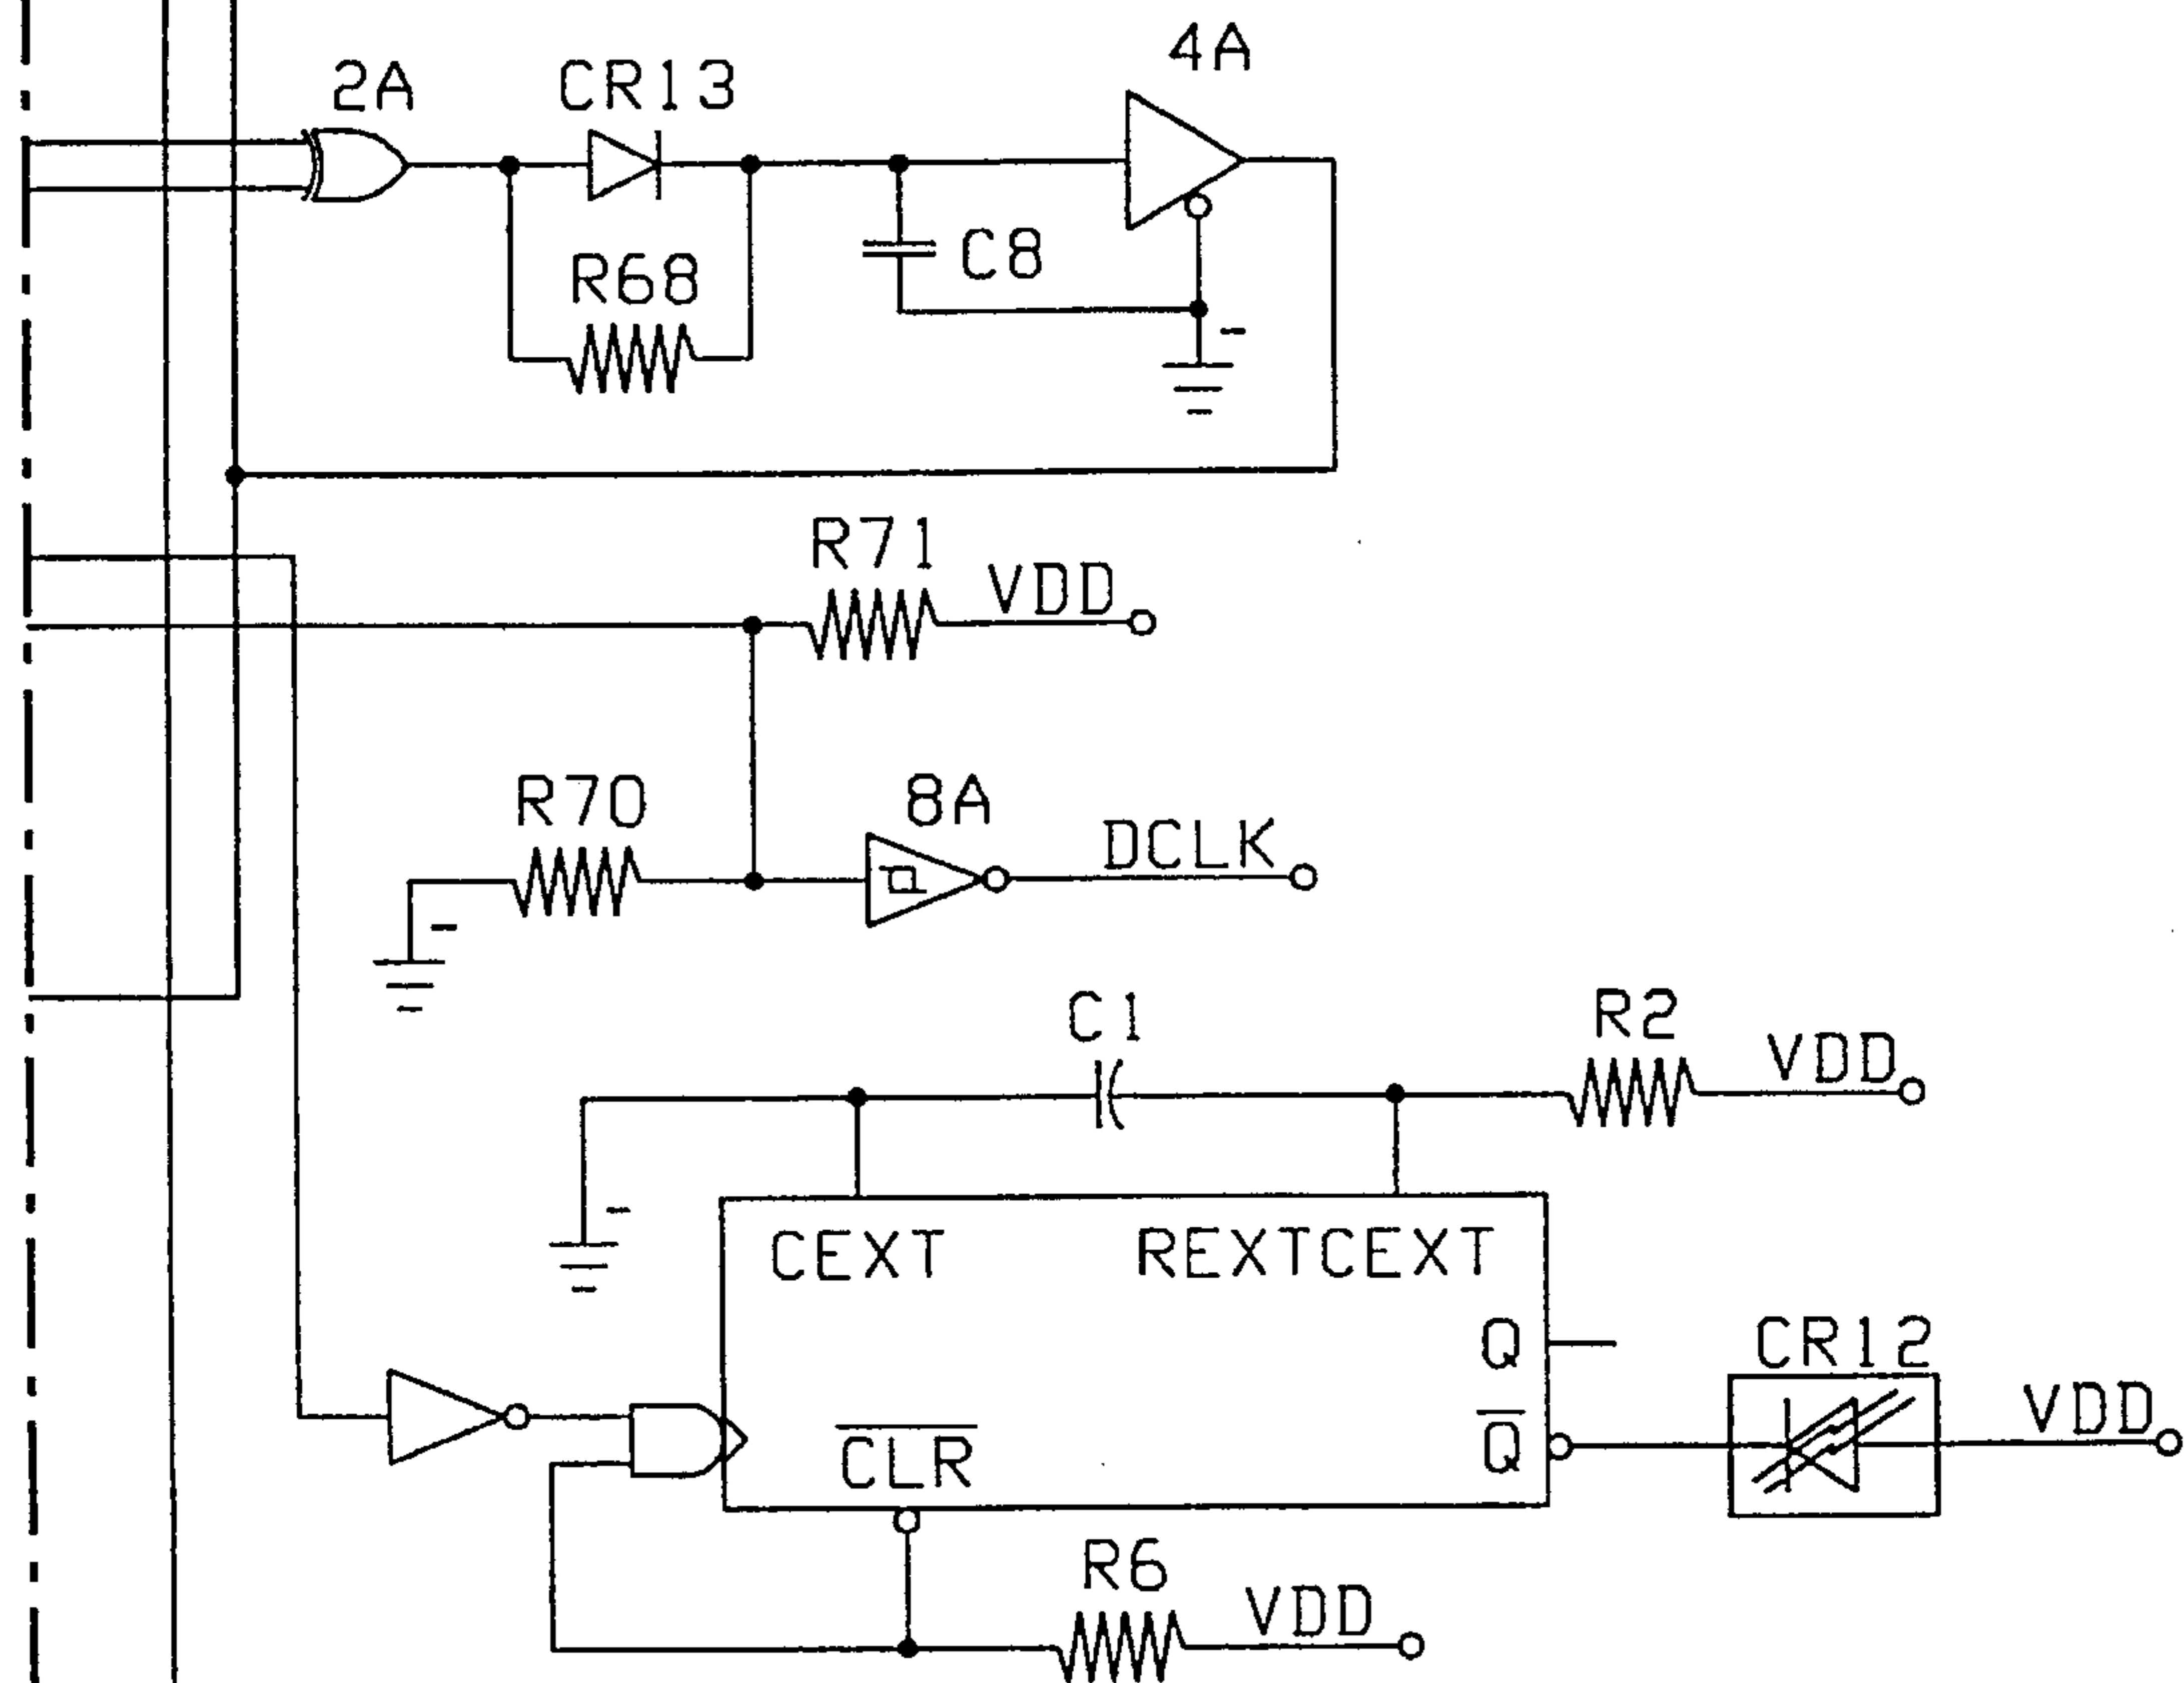 4A
2A
CR13
C8
R68
R71
VDD
R70
8A
DCLK
C1
R2
VDD
CEXT
REXTCEXT
Q
CR12
VDD
Q̅
C̅L̅R̅
R6
VDD